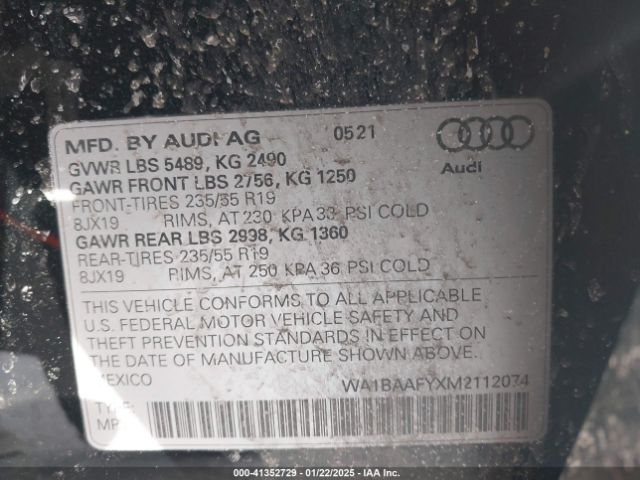 MFD. BY AUDI AG 0521
GVWR LBS 5489, KG 2490
GAWR FRONT LBS 2756, KG 1250
FRONT-TIRES 235/55 R19
8JX19 RIMS, AT 230 KPA 33 PSI COLD
GAWR REAR LBS 2998, KG 1360
REAR-TIRES 235/55 R19
8JX19 RIMS, AT 250 KPA 36 PSI COLD
Audi
THIS VEHICLE CONFORMS TO ALL APPLICABLE
U.S. FEDERAL MOTOR VEHICLE SAFETY AND
THEFT PREVENTION STANDARDS IN EFFECT ON
THE DATE OF MANUFACTURE SHOWN ABOVE
MEXICO WA1BAAFYXM2112074
TYPE:
000-41352729 - 01/22/2025 - IAA Inc.